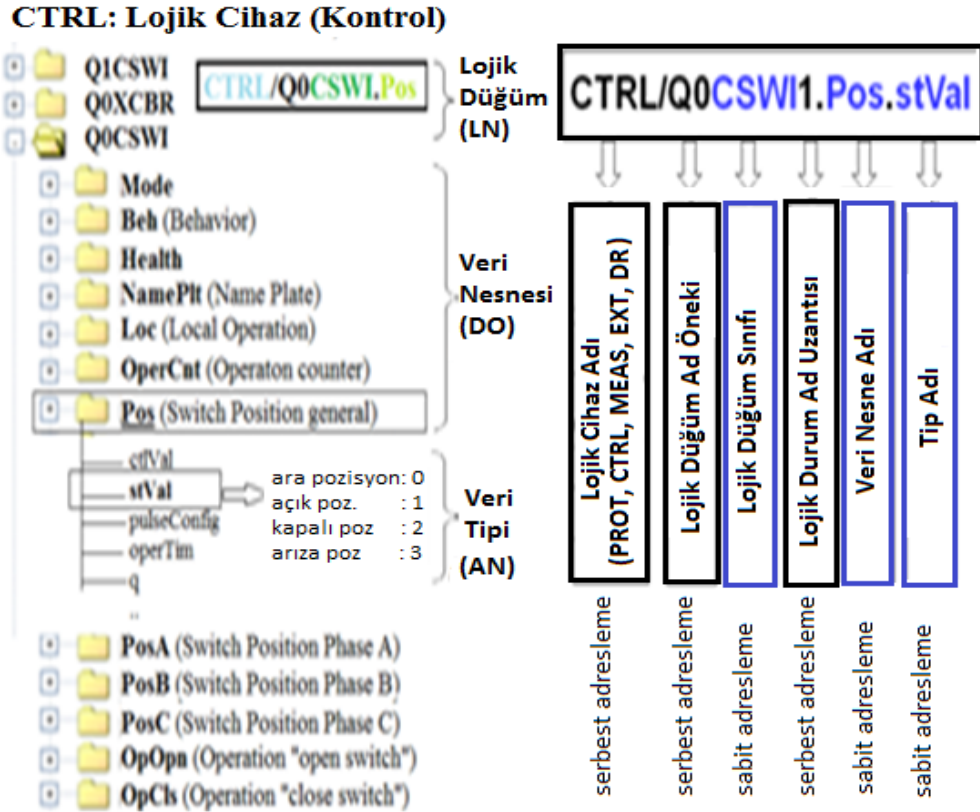 CTRL: Lojik Cihaz (Kontrol)
Q1CSWI
Q0XCBR
Q0CSWI
CTRL/Q0CSWI.Pos
Lojik
Düğüm
(LN)
Mode
Beh (Behavior)
Health
NamePlt (Name Plate)
Loc (Local Operation)
OperCnt (Operaton counter)
Pos (Switch Position general)
Veri
Nesnesi
(DO)
ctlVal
stVal
pulseConfig
operTim
q
..
ara pozisyon: 0
açık poz. : 1
kapalı poz : 2
arıza poz : 3
Veri
Tipi
(AN)
PosA (Switch Position Phase A)
PosB (Switch Position Phase B)
PosC (Switch Position Phase C)
OpOpn (Operation "open switch")
OpCls (Operation "close switch")
CTRL/Q0CSWI1.Pos.stVal
Lojik Cihaz Adı
(PROT, CTRL, MEAS, EXT, DR)
Lojik Düğüm Ad Öneki
Lojik Düğüm Sınıfı
Lojik Durum Ad Uzantısı
Veri Nesne Adı
Tip Adı
serbest adresleme
serbest adresleme
sabit adresleme
serbest adresleme
sabit adresleme
sabit adresleme